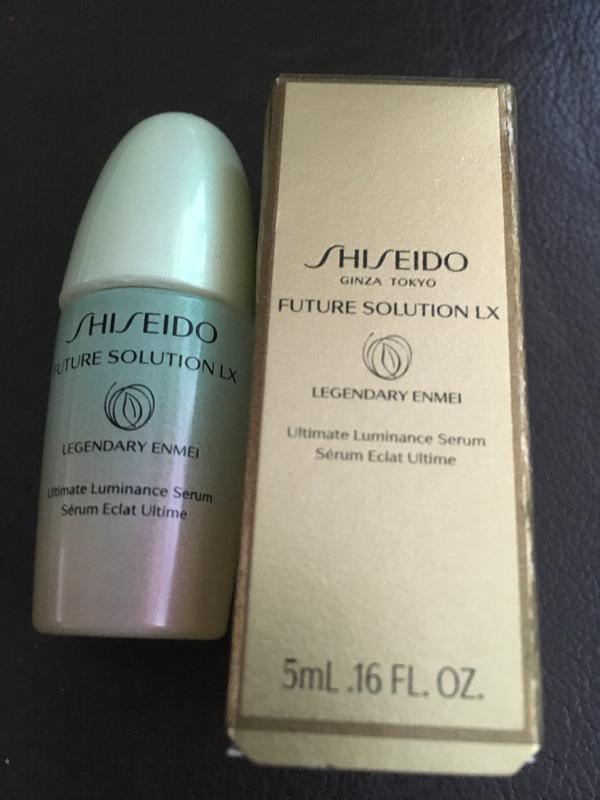 SHISEIDO
FUTURE SOLUTION LX
LEGENDARY ENMEI
Ultimate Luminance Serum
Sérum Eclat Ultime
SHISEIDO
GINZA TOKYO
FUTURE SOLUTION LX
LEGENDARY ENMEI
Ultimate Luminance Serum
Sérum Eclat Ultime
5mL .16 FL. OZ.